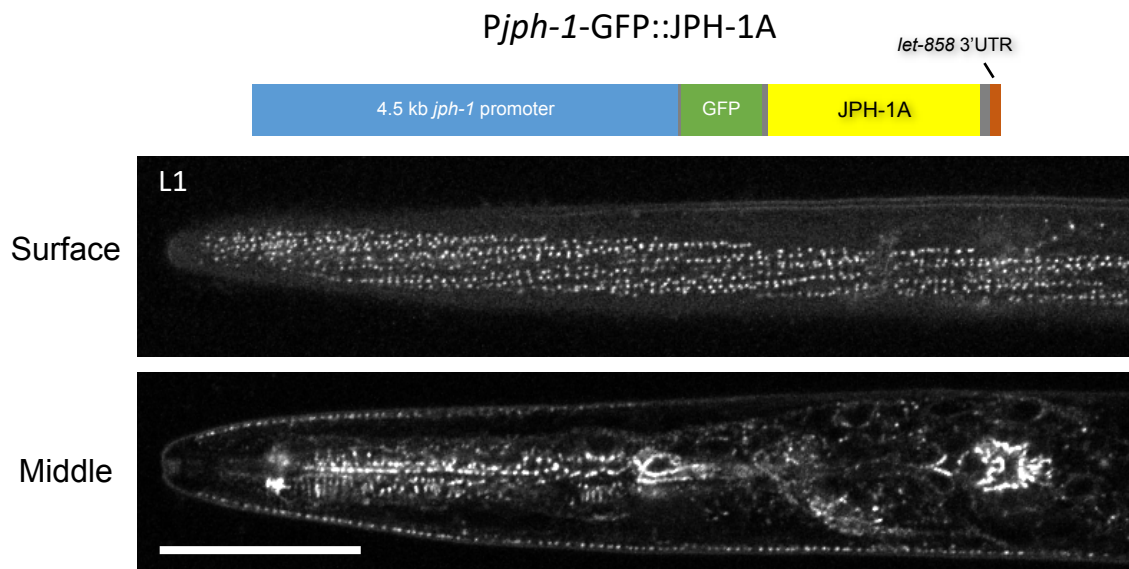 Pjph-1-GFP::JPH-1A
let-858 3’UTR
4.5 kb jph-1 promoter
GFP
JPH-1A
L1
Surface
Middle